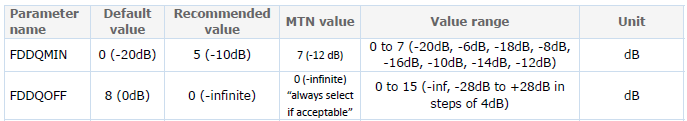 Parameter name Default value Recommended value MTN value Value range Unit
FDDQMIN 0 (-20dB) 5 (-10dB) 7 (-12 dB) 0 to 7 (-20dB, -6dB, -18dB, -8dB, -16dB, -10dB, -14dB, -12dB) dB
FDDQOFF 8 (0dB) 0 (-infinite) 0 (-infinite) “always select if acceptable” 0 to 15 (-inf, -28dB to +28dB in steps of 4dB) dB